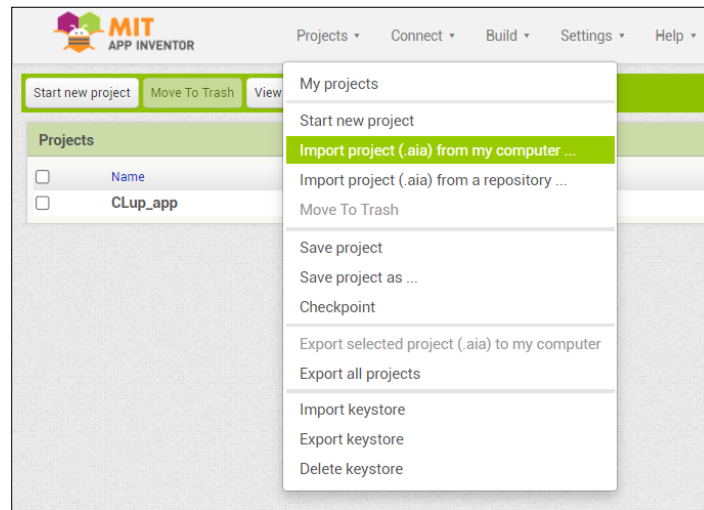 MIT
APP INVENTOR
Projects Connect Build Settings Help
Start new project Move To Trash View
Projects
Name
CLup_app
My projects
Start new project
Import project (.aia) from my computer ...
Import project (.aia) from a repository ...
Move To Trash
Save project
Save project as ...
Checkpoint
Export selected project (.aia) to my computer
Export all projects
Import keystore
Export keystore
Delete keystore